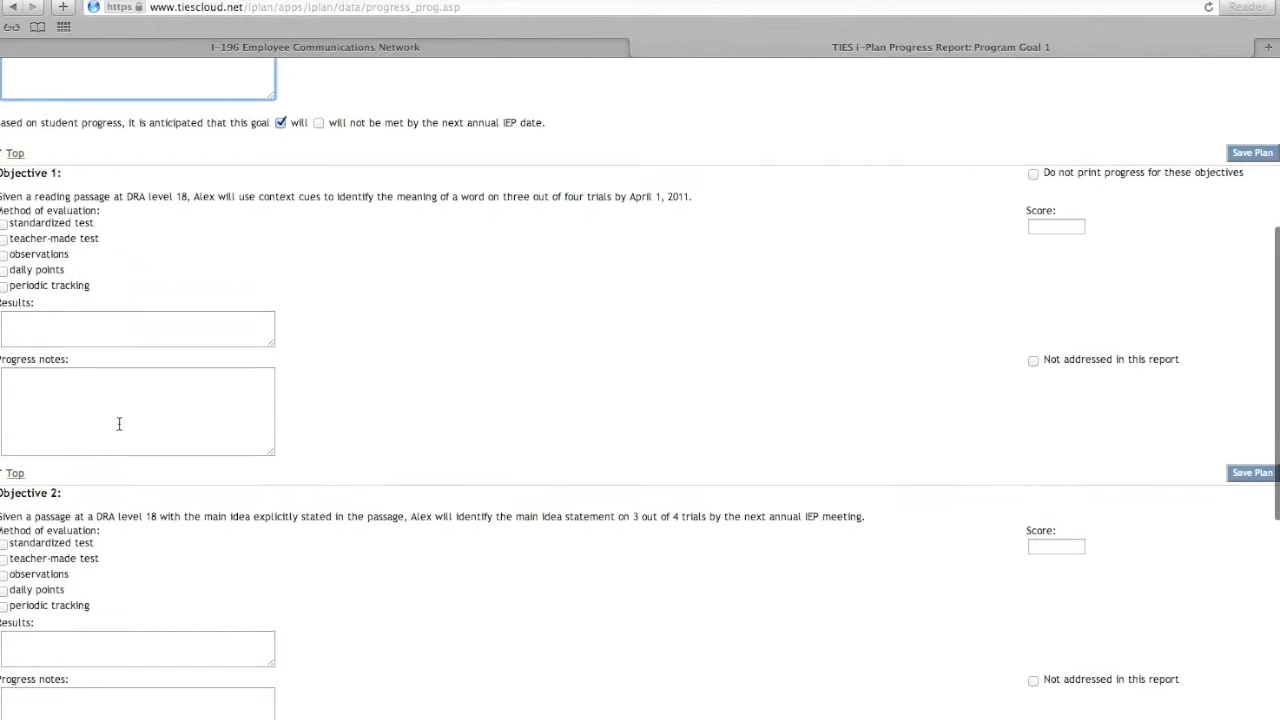 https www.tiescloud.net/iplan/apps/iplan/data/progress_prog.asp Reader
I-196 Employee Communications Network TIES i-Plan Progress Report: Program Goal 1
ased on student progress, it is anticipated that this goal will will not be met by the next annual IEP date.
Top Save Plan
Objective 1: Do not print progress for these objectives
Given a reading passage at DRA level 18, Alex will use context cues to identify the meaning of a word on three out of four trials by April 1, 2011.
Method of evaluation: Score:
standardized test
teacher-made test
observations
daily points
periodic tracking
Results:
Progress notes: Not addressed in this report
Top Save Plan
Objective 2:
Given a passage at a DRA level 18 with the main idea explicitly stated in the passage, Alex will identify the main idea statement on 3 out of 4 trials by the next annual IEP meeting.
Method of evaluation: Score:
standardized test
teacher-made test
observations
daily points
periodic tracking
Results:
Progress notes: Not addressed in this report